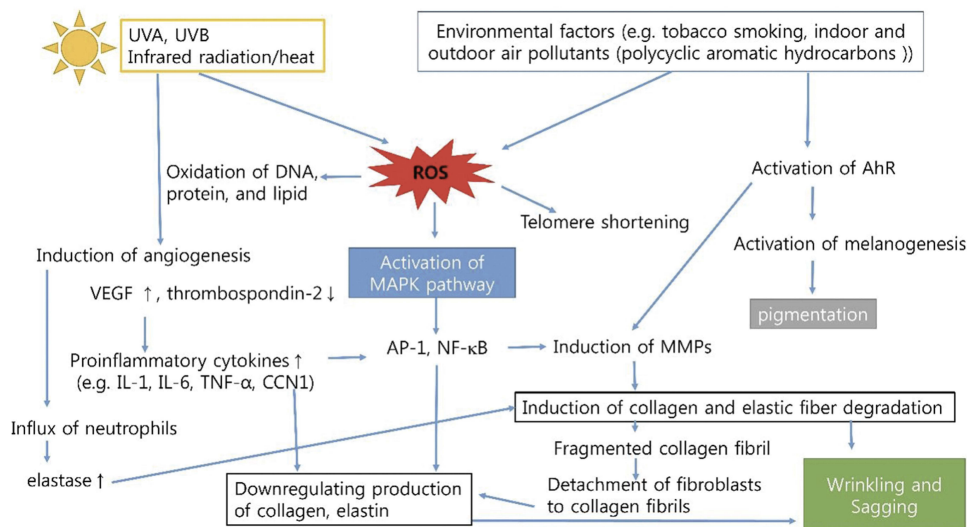 UVA, UVB
Infrared radiation/heat
Environmental factors (e.g. tobacco smoking, indoor and
outdoor air pollutants (polycyclic aromatic hydrocarbons ))
ROS
Oxidation of DNA,
protein, and lipid
Telomere shortening
Activation of AhR
Activation of melanogenesis
pigmentation
Induction of angiogenesis
VEGF ↑, thrombospondin-2↓
Activation of
MAPK pathway
Proinflammatory cytokines ↑
(e.g. IL-1, IL-6, TNF-α, CCN1)
AP-1, NF-κB
Induction of MMPs
Induction of collagen and elastic fiber degradation
Influx of neutrophils
elastase ↑
Fragmented collagen fibril
Detachment of fibroblasts
to collagen fibrils
Downregulating production
of collagen, elastin
Wrinkling and
Sagging